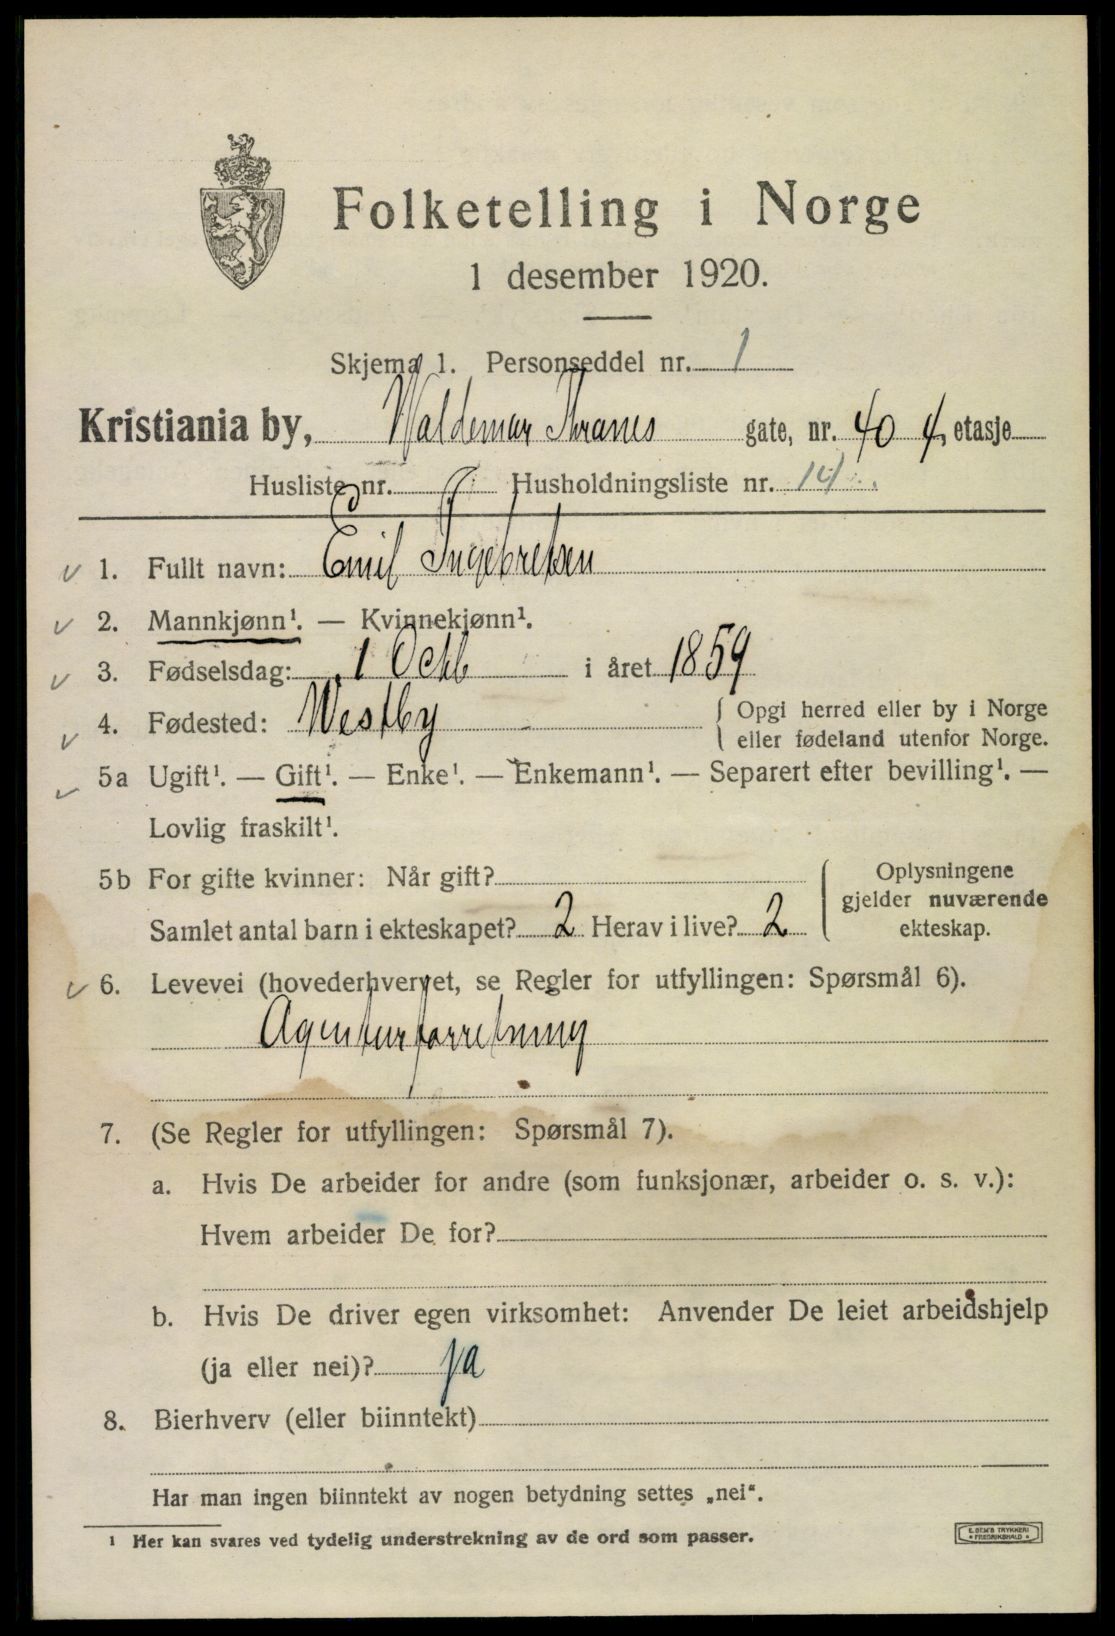 Folketelling i Norge
1 desember 1920.
Skjema 1. Personseddel nr. 1
Kristiania by, Waldemar Thranes gate, nr. 40 4. etasje
Husliste nr. Husholdningsliste nr. 14
1. Fullt navn: Emil Ingebretsen
2. Mannkjønn¹. — Kvinnekjønn¹.
3. Fødselsdag: 1 Octb i året 1859
4. Fødested: Westby { Opgi herred eller by i Norge
eller fødeland utenfor Norge.
5a Ugift¹. — Gift¹. — Enke¹. — Enkemann¹. — Separert efter bevilling¹. —
Lovlig fraskilt¹.
5b For gifte kvinner: Når gift?
Samlet antal barn i ekteskapet? 2 Herav i live? 2
Oplysningene
gjelder nuværende
ekteskap.
6. Levevei (hovederhvervet, se Regler for utfyllingen: Spørsmål 6).
Agenturforretning
7. (Se Regler for utfyllingen: Spørsmål 7).
a. Hvis De arbeider for andre (som funksjonær, arbeider o. s. v.):
Hvem arbeider De for?
b. Hvis De driver egen virksomhet: Anvender De leiet arbeidshjelp
(ja eller nei)? ja
8. Bierhverv (eller biinntekt)
Har man ingen biinntekt av nogen betydning settes „nei“.
¹ Her kan svares ved tydelig understrekning av de ord som passer.
E. SEM'S TRYKKERI
FREDRIKSHALD